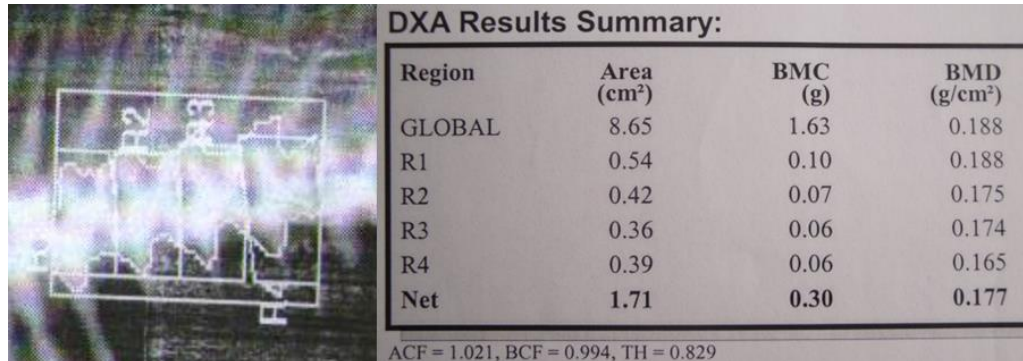 R2
R3
DXA Results Summary:
Region Area (cm²) BMC (g) BMD (g/cm²)
GLOBAL 8.65 1.63 0.188
R1 0.54 0.10 0.188
R2 0.42 0.07 0.175
R3 0.36 0.06 0.174
R4 0.39 0.06 0.165
Net 1.71 0.30 0.177
ACF = 1.021, BCF = 0.994, TH = 0.829